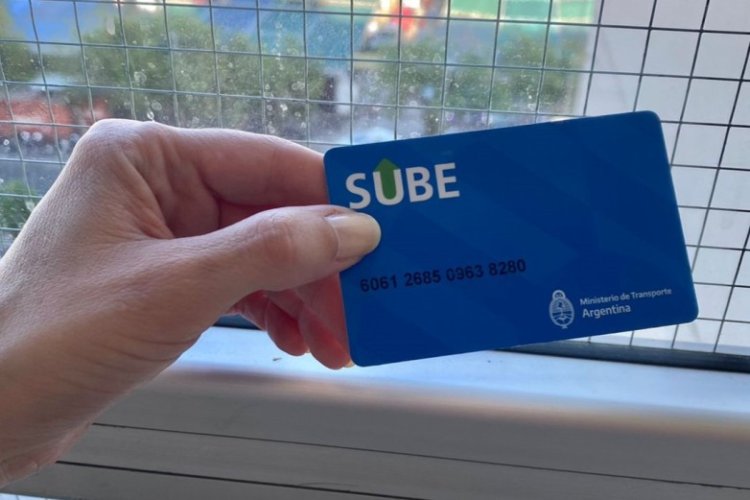 SUBE
6061 2685 0963 8280
Ministerio de Transporte
Argentina